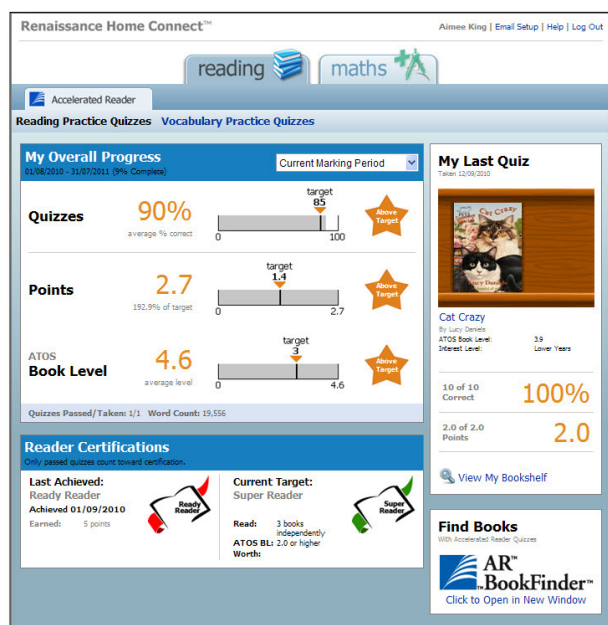 Renaissance Home Connect™
Aimee King | Email Setup | Help | Log Out
reading
maths
Accelerated Reader
Reading Practice Quizzes Vocabulary Practice Quizzes
My Overall Progress
01/08/2010 - 31/07/2011 (9% Complete)
Current Marking Period
Quizzes
90%
average % correct
target
85
0
100
Above
Target
Points
2.7
192.9% of target
target
1.4
0
2.7
Above
Target
ATOS
Book Level
4.6
average level
target
3
0
4.6
Above
Target
Quizzes Passed/Taken: 1/1 Word Count: 19,556
Reader Certifications
Only passed quizzes count toward certification.
Last Achieved:
Ready Reader
Achieved 01/09/2010
Earned: 5 points
Ready
Reader
Current Target:
Super Reader
Read: 3 books
independently
ATOS BL: 2.0 or higher
Worth:
Super
Reader
My Last Quiz
Taken 12/09/2010
Cat Crazy
Cat Crazy
By Lucy Daniels
ATOS Book Level: 3.9
Interest Level: Lower Years
10 of 10
Correct
100%
2.0 of 2.0
Points
2.0
View My Bookshelf
Find Books
With Accelerated Reader Quizzes
AR™
BookFinder™
Click to Open in New Window